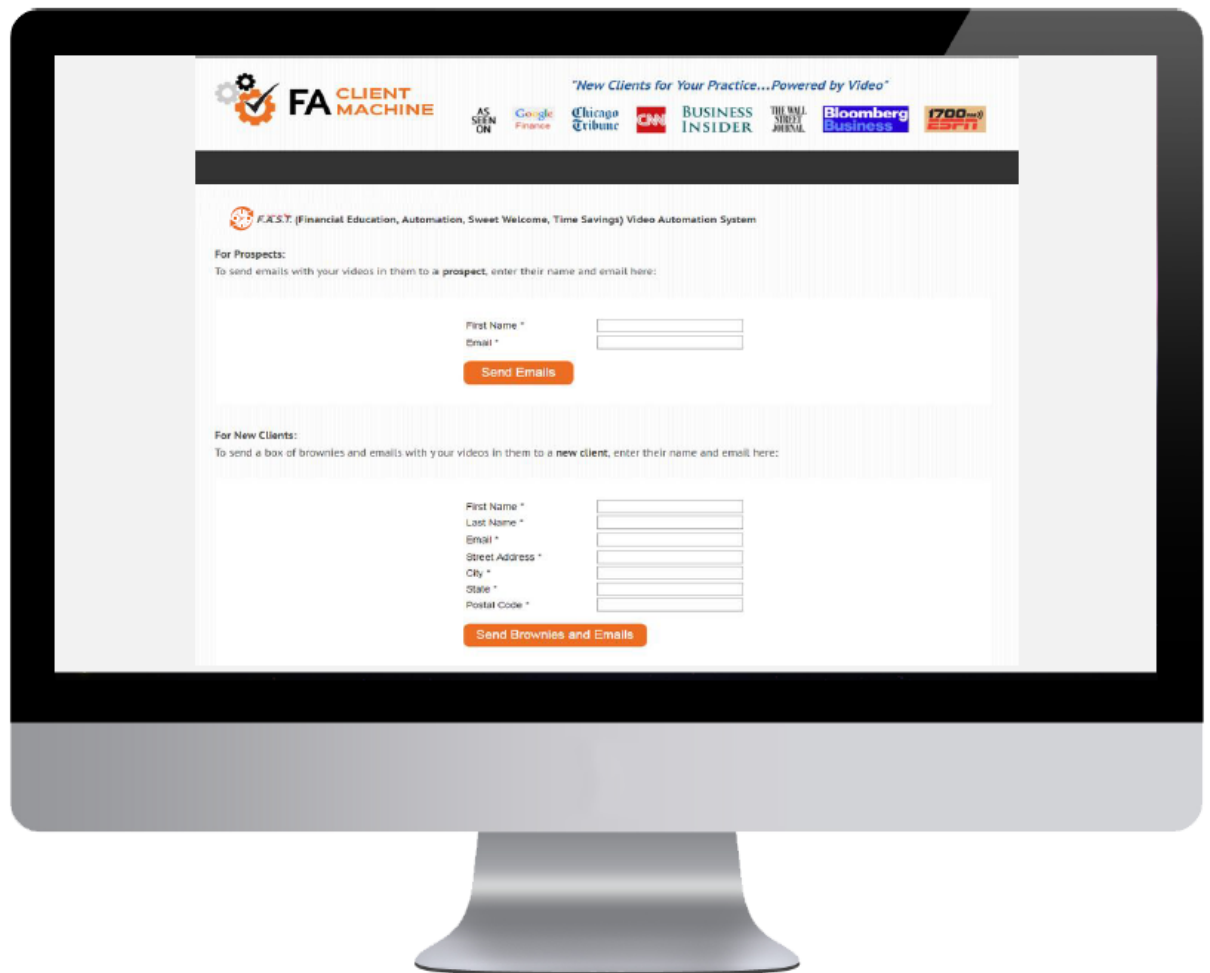 FA CLIENT MACHINE
"New Clients for Your Practice...Powered by Video"
AS SEEN ON
Google Finance
Chicago Tribune
CNN
BUSINESS INSIDER
THE WALL STREET JOURNAL
Bloomberg Business
1700 ESPN
F.A.S.T. (Financial Education, Automation, Sweet Welcome, Time Savings) Video Automation System
For Prospects:
To send emails with your videos in them to a prospect, enter their name and email here:
First Name *
Email *
Send Emails
For New Clients:
To send a box of brownies and emails with your videos in them to a new client, enter their name and email here:
First Name *
Last Name *
Email *
Street Address *
City *
State *
Postal Code *
Send Brownies and Emails